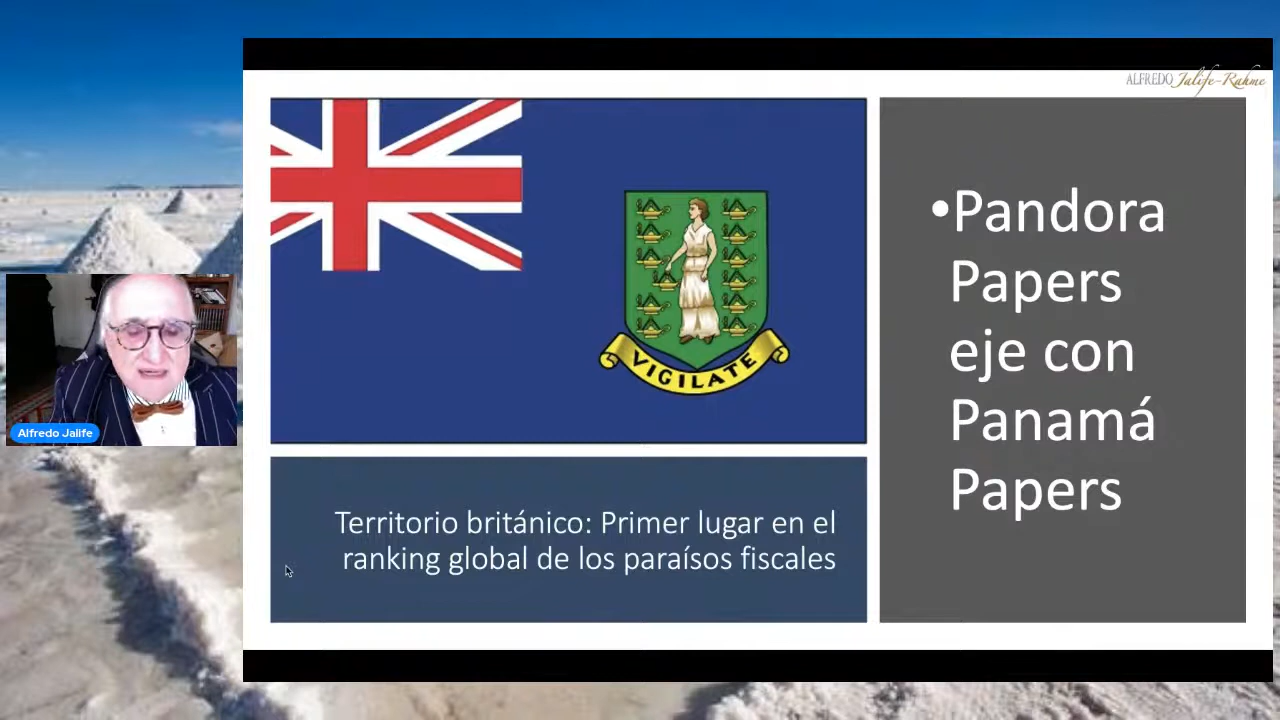 ALFREDO Jalife-Rahme
VIGILATE
•Pandora
Papers
eje con
Panamá
Papers
Alfredo Jalife
Territorio británico: Primer lugar en el
ranking global de los paraísos fiscales